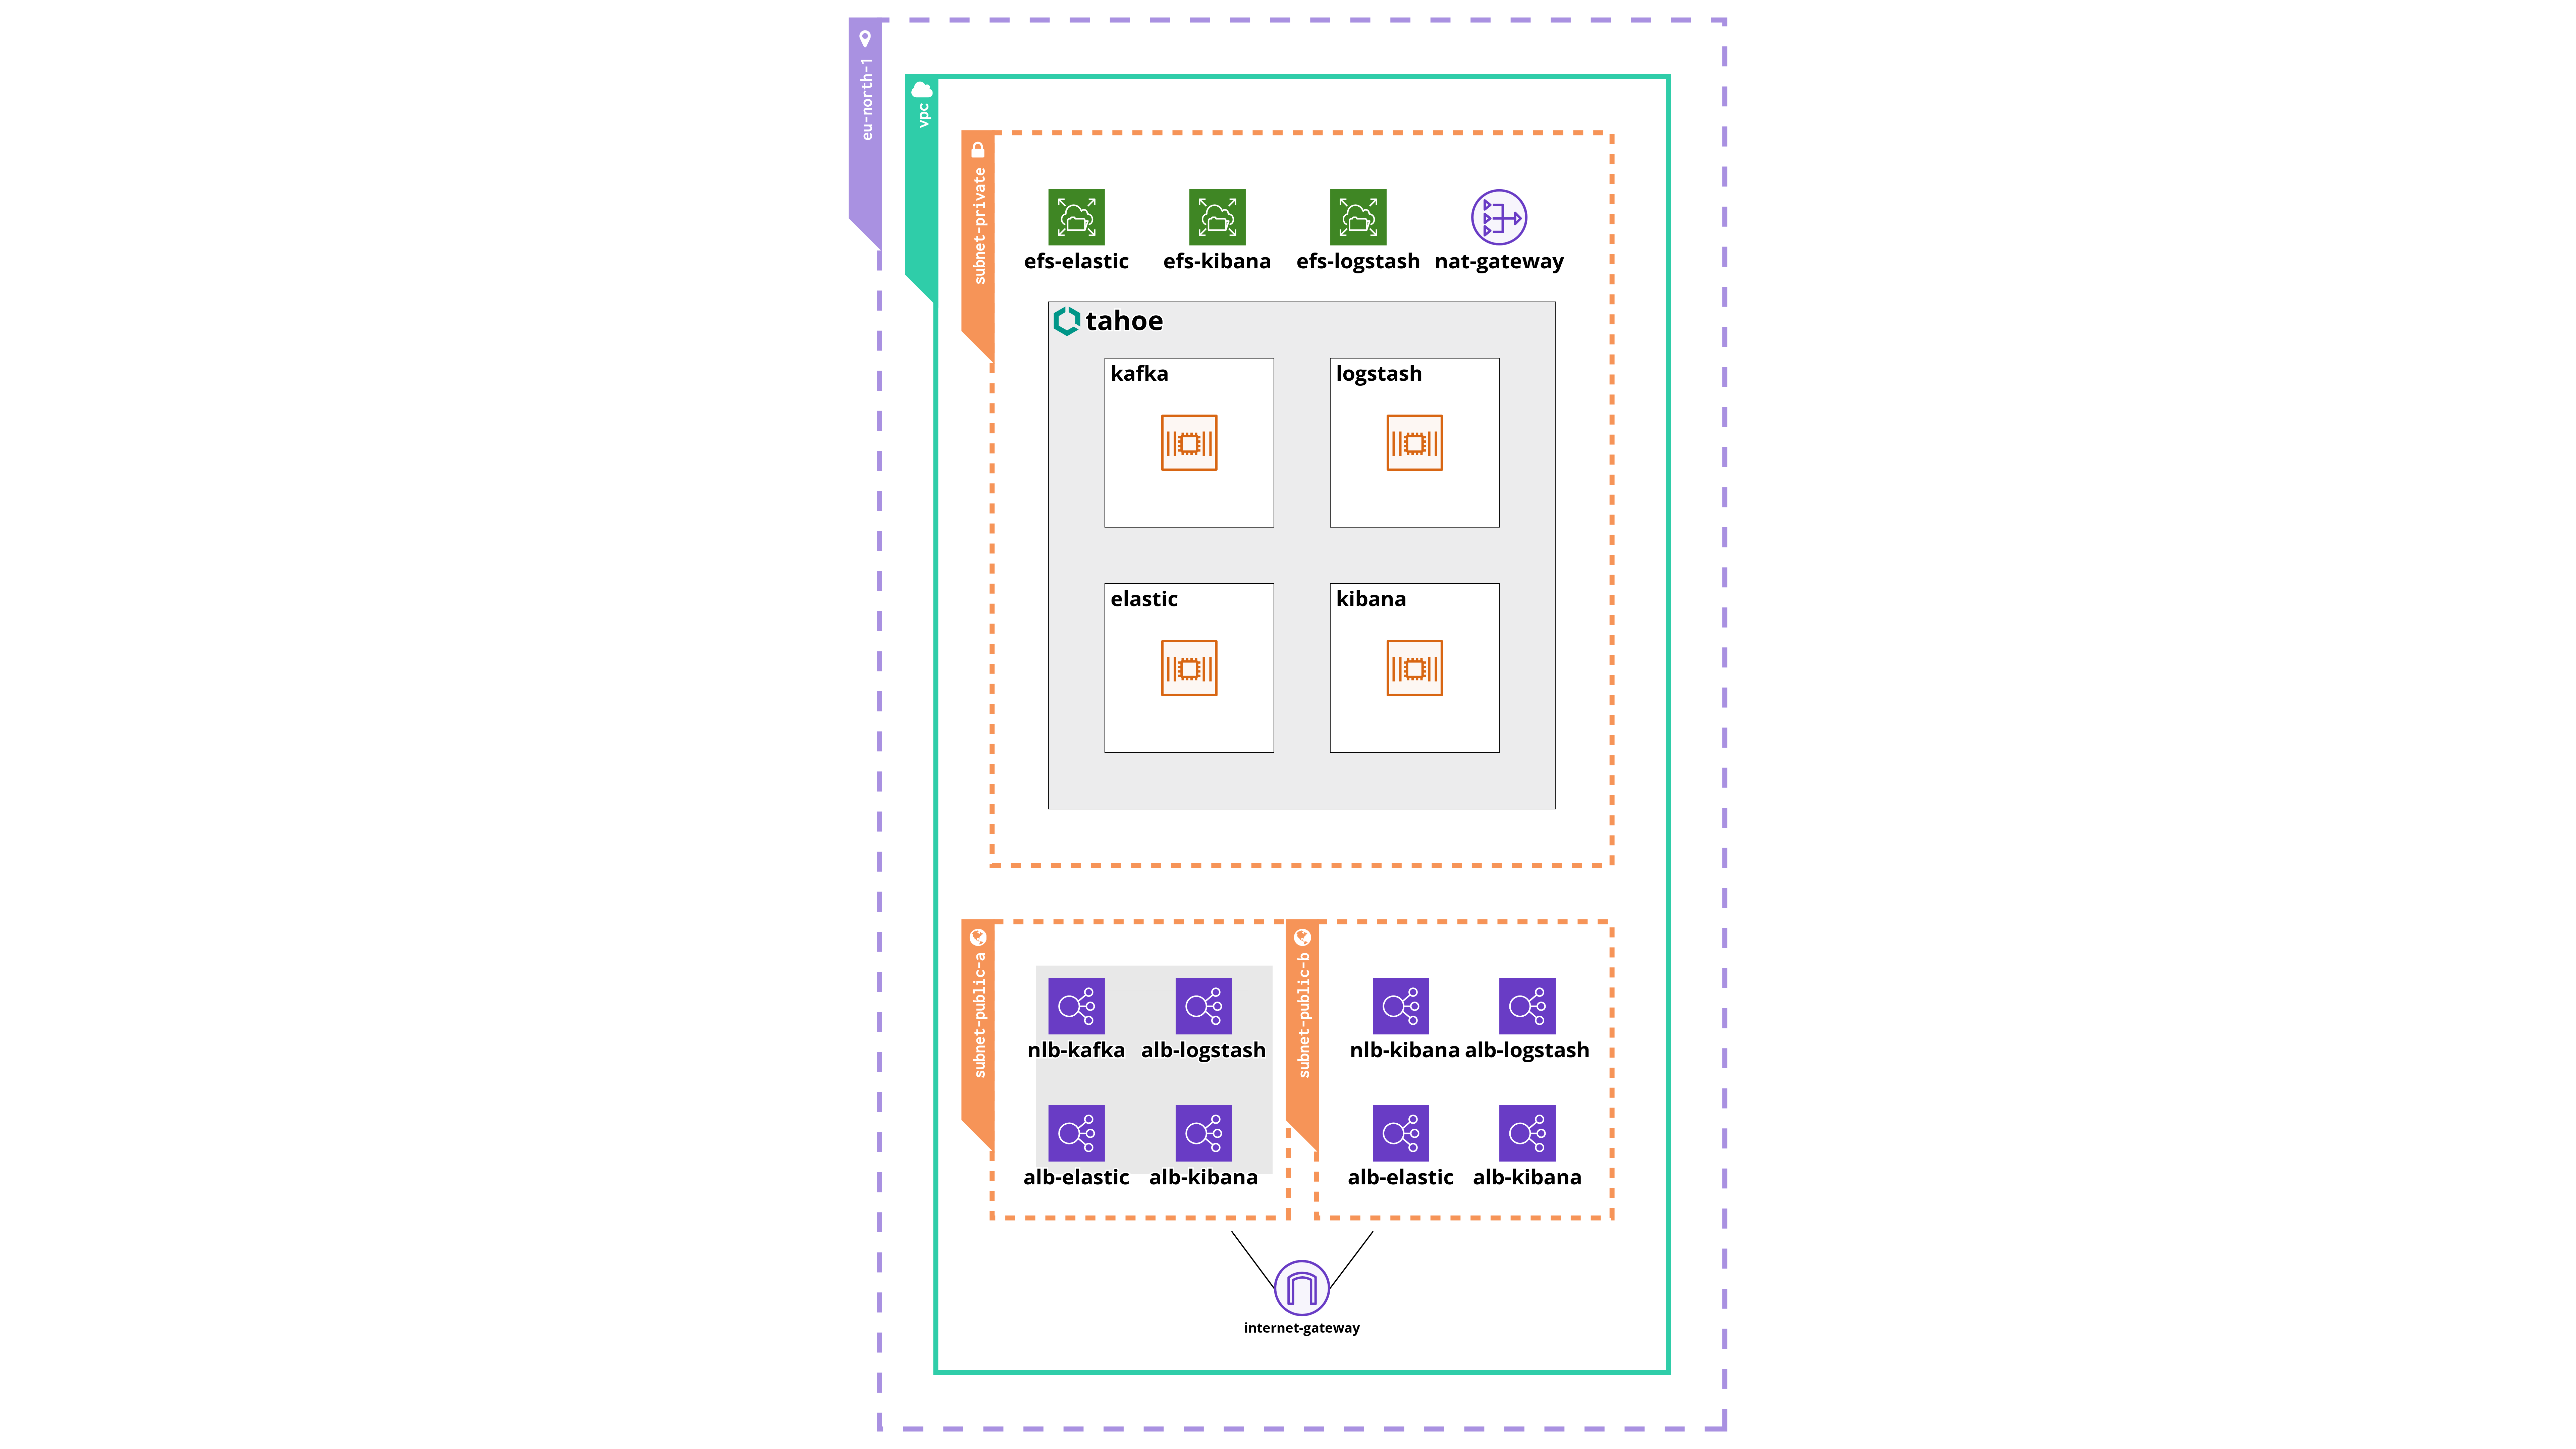 eu-north-1
vpc
subnet-private
efs-elastic
efs-kibana
efs-logstash
nat-gateway
tahoe
kafka
logstash
elastic
kibana
subnet-public-a
nlb-kafka
alb-logstash
alb-elastic
alb-kibana
subnet-public-b
nlb-kibana
alb-logstash
alb-elastic
alb-kibana
internet-gateway